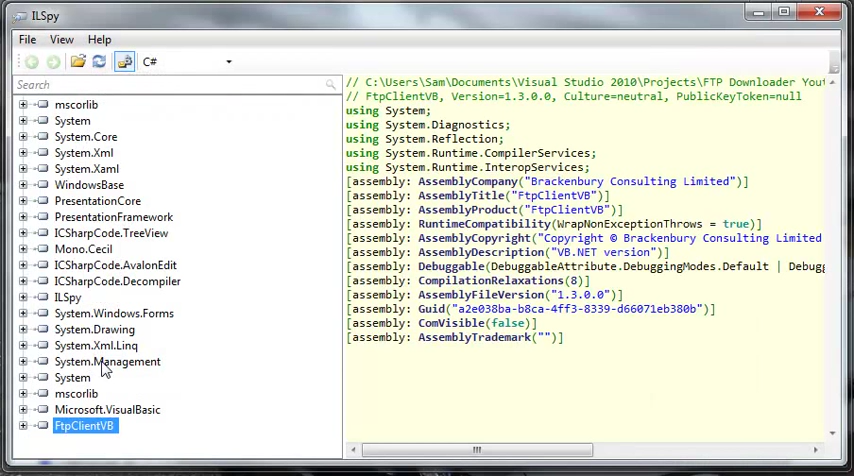 ILSpy
File View Help
C#
Search
mscorlib
System
System.Core
System.Xml
System.Xaml
WindowsBase
PresentationCore
PresentationFramework
ICSharpCode.TreeView
Mono.Cecil
ICSharpCode.AvalonEdit
ICSharpCode.Decompiler
ILSpy
System.Windows.Forms
System.Drawing
System.Xml.Linq
System.Management
System
mscorlib
Microsoft.VisualBasic
FtpClientVB
// C:\Users\Sam\Documents\Visual Studio 2010\Projects\FTP Downloader Yout
// FtpClientVB, Version=1.3.0.0, Culture=neutral, PublicKeyToken=null
using System;
using System.Diagnostics;
using System.Reflection;
using System.Runtime.CompilerServices;
using System.Runtime.InteropServices;
[assembly: AssemblyCompany("Brackenbury Consulting Limited")]
[assembly: AssemblyTitle("FtpClientVB")]
[assembly: AssemblyProduct("FtpClientVB")]
[assembly: RuntimeCompatibility(WrapNonExceptionThrows = true)]
[assembly: AssemblyCopyright("Copyright © Brackenbury Consulting Limited
[assembly: AssemblyDescription("VB.NET version")]
[assembly: Debuggable(DebuggableAttribute.DebuggingModes.Default | Debugg
[assembly: CompilationRelaxations(8)]
[assembly: AssemblyFileVersion("1.3.0.0")]
[assembly: Guid("a2e038ba-b8ca-4ff3-8339-d66071eb380b")]
[assembly: ComVisible(false)]
[assembly: AssemblyTrademark("")]